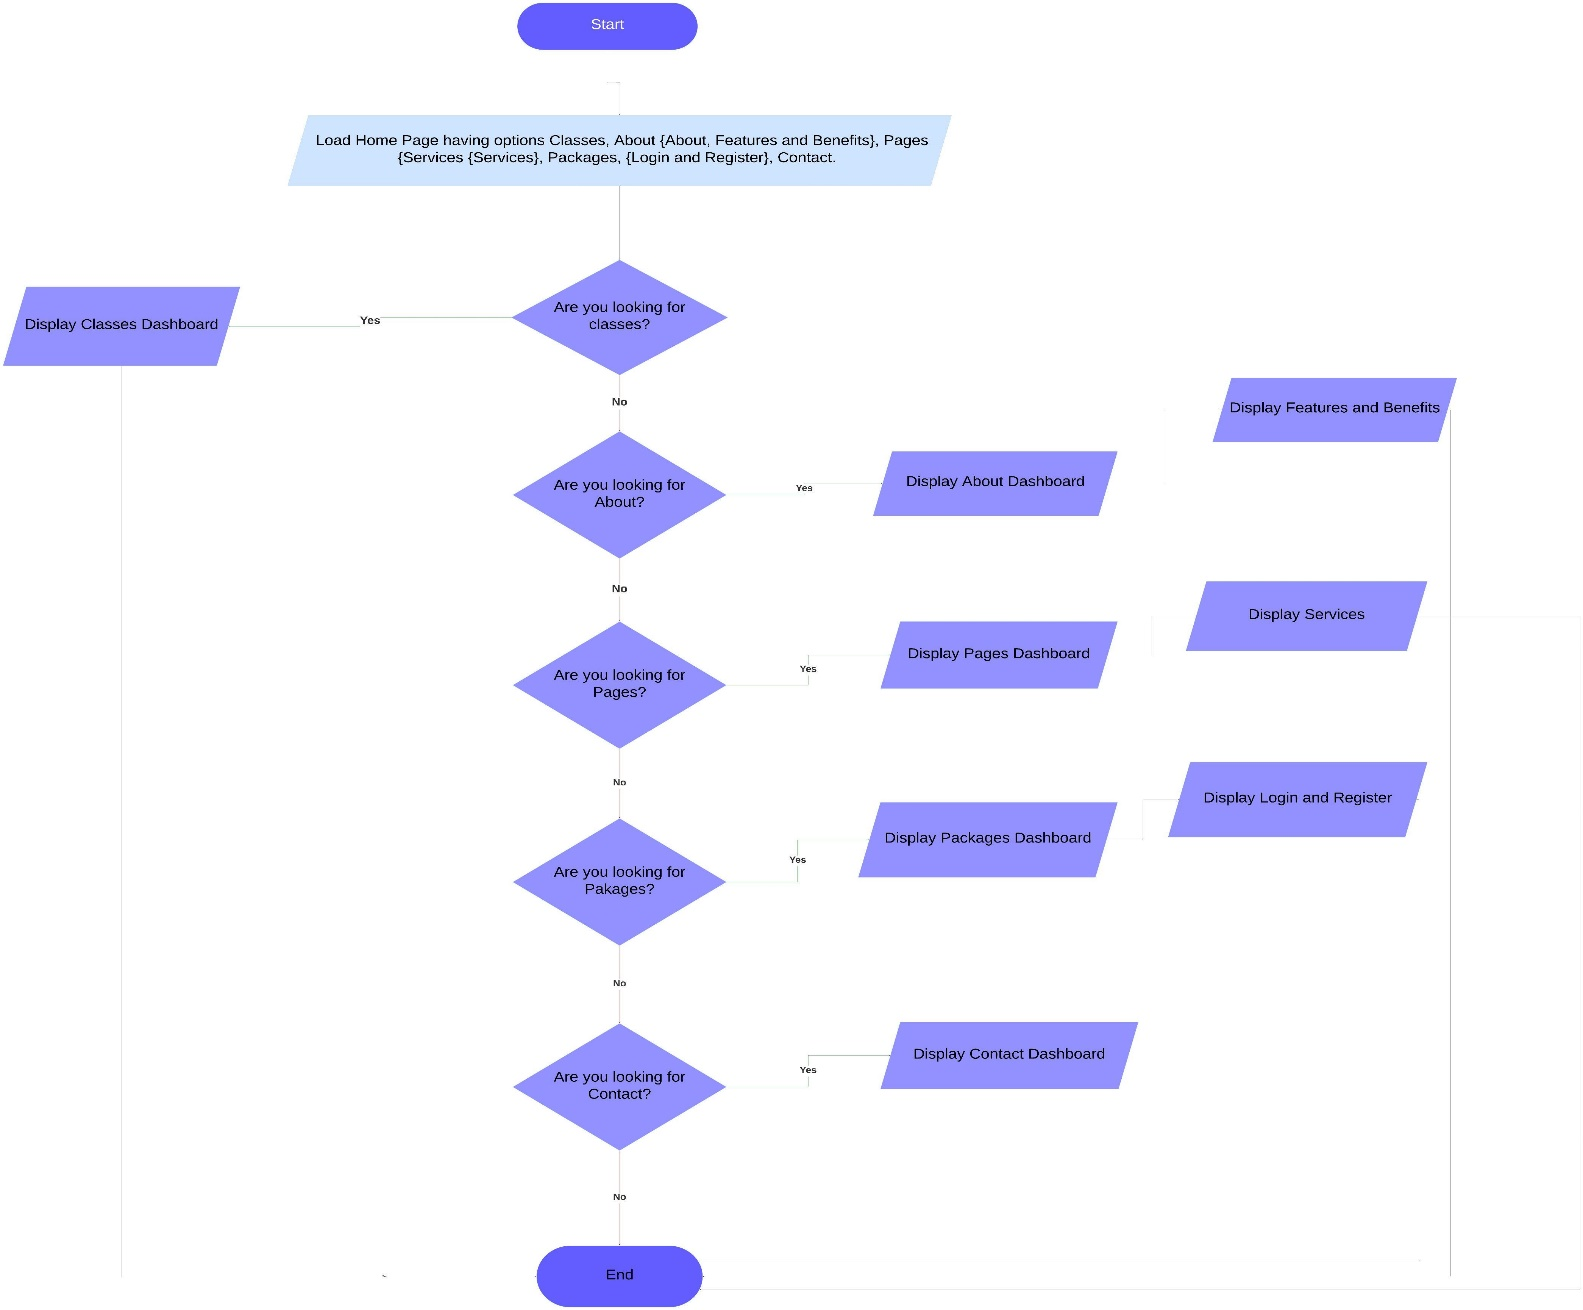 Start
Load Home Page having options Classes, About {About, Features and Benefits}, Pages
{Services {Services}, Packages, {Login and Register}, Contact.
Are you looking for
classes?
Yes
Display Classes Dashboard
No
Display Features and Benefits
Are you looking for
About?
Yes
Display About Dashboard
No
Display Services
Are you looking for
Pages?
Yes
Display Pages Dashboard
No
Display Login and Register
Are you looking for
Pakages?
Yes
Display Packages Dashboard
No
Are you looking for
Contact?
Yes
Display Contact Dashboard
No
End